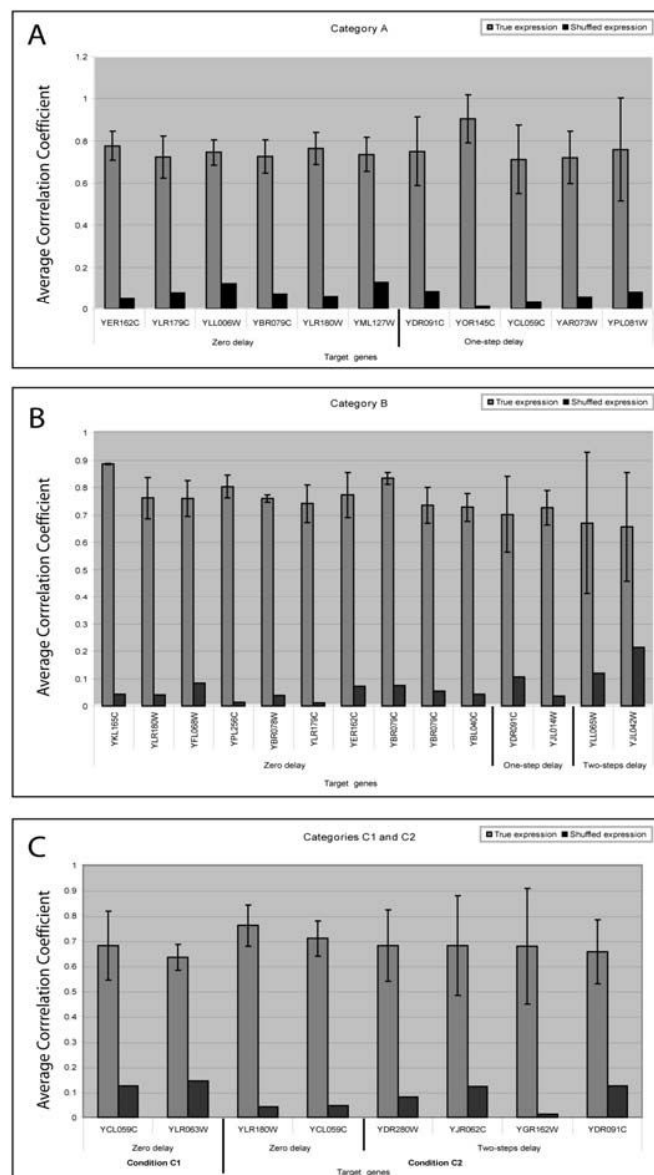 A
Category A
True expression Shuffled expression
Average Corrrelation Coefficient
1.2
1
0.8
0.6
0.4
0.2
0
YER162C YLR179C YLL006W YBR079C YLR180W YML127W YDR091C YOR145C YCL059C YAR073W YPL081W
Zero delay One-step delay
Target genes
B
Category B
True expression Shuffled expression
Average Corrrelation Coefficient
1
0.9
0.8
0.7
0.6
0.5
0.4
0.3
0.2
0.1
0
YKL165C YLR180W YFL068W YPL256C YBR078W YLR179C YER162C YBR079C YBR079C YBL040C YDR091C YJL014W YLL065W YJL042W
Zero delay One-step delay Two-steps delay
Target genes
C
Categories C1 and C2
True expression Shuffled expression
Average Corrrelation Coefficient
1
0.9
0.8
0.7
0.6
0.5
0.4
0.3
0.2
0.1
0
YCL059C YLR063W YLR180W YCL059C YDR280W YJR062C YGR162W YDR091C
Zero delay Zero delay Two-steps delay
Condition C1 Condition C2
Target genes